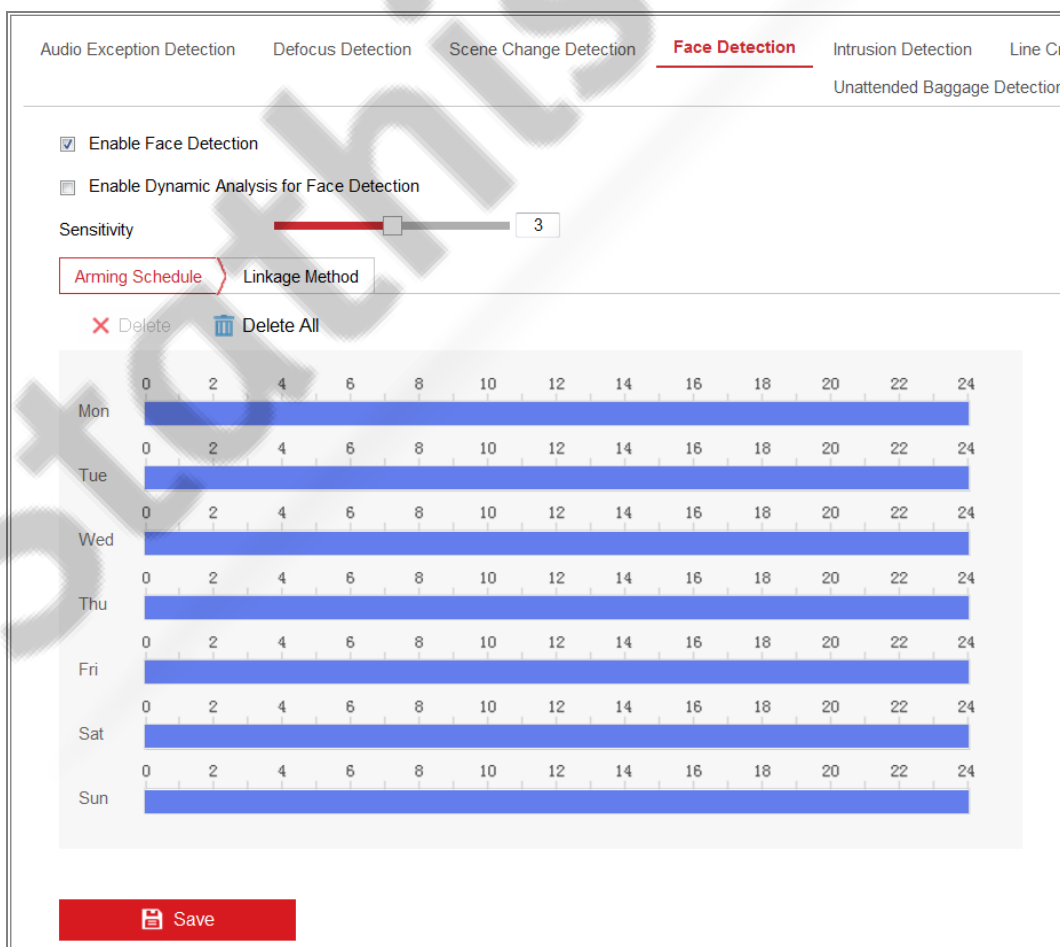 Audio Exception Detection Defocus Detection Scene Change Detection Face Detection Intrusion Detection Line Cr
Unattended Baggage Detection
Enable Face Detection
Enable Dynamic Analysis for Face Detection
Sensitivity 3
Arming Schedule Linkage Method
Delete Delete All
0 2 4 6 8 10 12 14 16 18 20 22 24
Mon
0 2 4 6 8 10 12 14 16 18 20 22 24
Tue
0 2 4 6 8 10 12 14 16 18 20 22 24
Wed
0 2 4 6 8 10 12 14 16 18 20 22 24
Thu
0 2 4 6 8 10 12 14 16 18 20 22 24
Fri
0 2 4 6 8 10 12 14 16 18 20 22 24
Sat
0 2 4 6 8 10 12 14 16 18 20 22 24
Sun
Save
Stathis